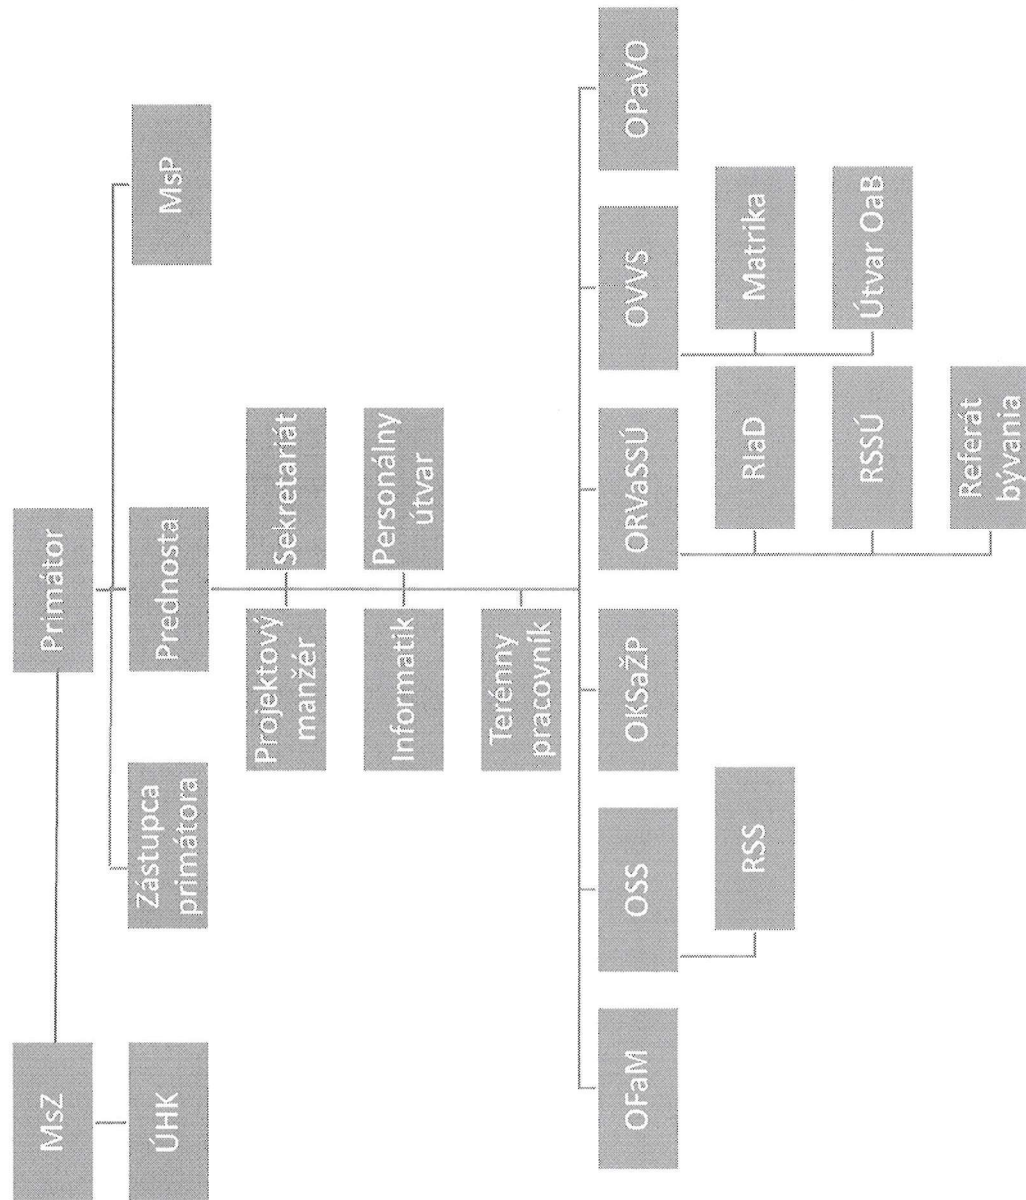 MsZ
Primátor
ÚHK
Zástupca
primátora
Prednosta
MsP
Projektový
manžér
Sekretariát
Informatik
Personálny
útvar
Terénny
pracovník
OFaM
OSS
OKSaŽP
ORVaSSÚ
OVVS
OPaVO
RSS
RIaD
Matrika
RSSÚ
Útvar OaB
Referát
bývania